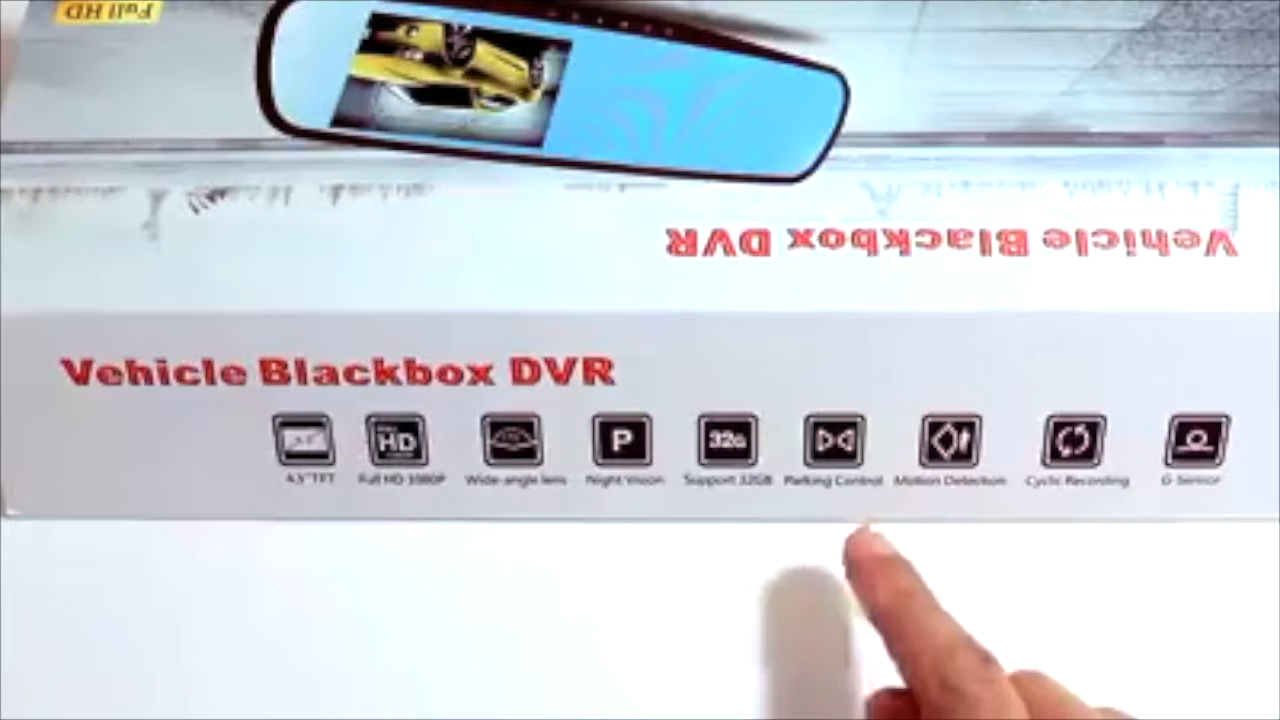 Full HD
Vehicle Blackbox DVR
Vehicle Blackbox DVR
HD 32G P
4.3"TFT Full HD 1080P Wide angle lens Night Vision Support 32GB Parking Control Motion Detection Cyclic Recording G-Sensor